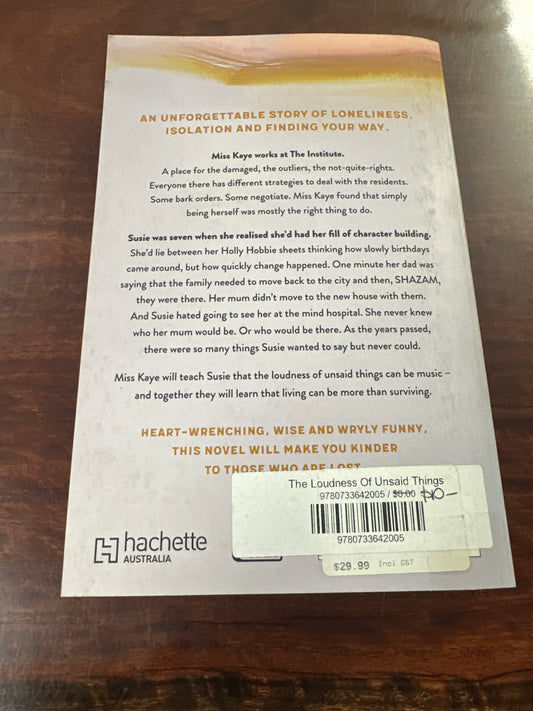 AN UNFORGETTABLE STORY OF LONELINESS,
ISOLATION AND FINDING YOUR WAY.
Miss Kaye works at The Institute.
A place for the damaged, the outliers, the not-quite-rights.
Everyone there has different strategies to deal with the residents.
Some bark orders. Some negotiate. Miss Kaye found that simply
being herself was mostly the right thing to do.
Susie was seven when she realised she'd had her fill of character building.
She'd lie between her Holly Hobbie sheets thinking how slowly birthdays
came around, but how quickly change happened. One minute her dad was
saying that the family needed to move back to the city and then, SHAZAM,
they were there. Her mum didn't move to the new house with them.
And Susie hated going to see her at the mind hospital. She never knew
who her mum would be. Or who would be there. As the years passed,
there were so many things Susie wanted to say but never could.
Miss Kaye will teach Susie that the loudness of unsaid things can be music –
and together they will learn that living can be more than surviving.
HEART-WRENCHING, WISE AND WRYLY FUNNY,
THIS NOVEL WILL MAKE YOU KINDER
TO THOSE WHO ARE LOST
The Loudness Of Unsaid Things
9780733642005 / $0.00 $10-
9780733642005
hachette
AUSTRALIA
$29.99 Incl GST